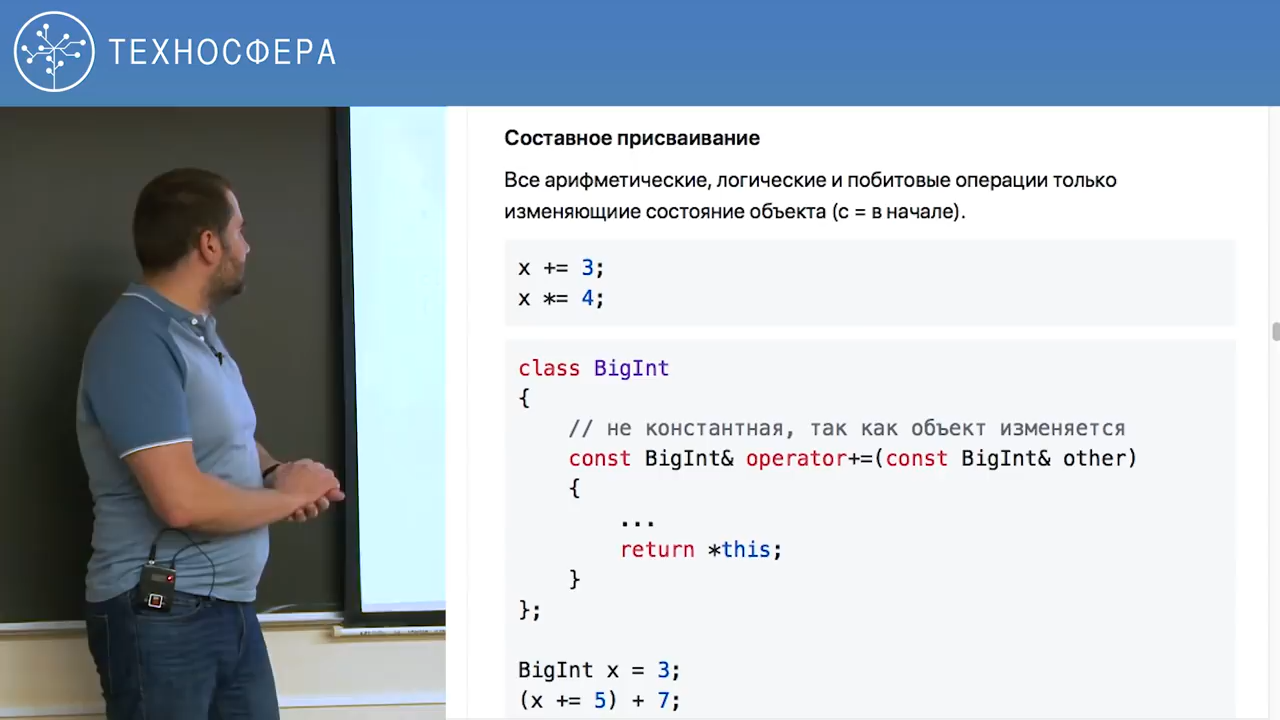 ТЕХНОСФЕРА
Составное присваивание
Все арифметические, логические и побитовые операции только
изменяющиие состояние объекта (с = в начале).
x += 3;
x *= 4;
class BigInt
{
// не константная, так как объект изменяется
const BigInt& operator+=(const BigInt& other)
{
...
return *this;
}
};
BigInt x = 3;
(x += 5) + 7;